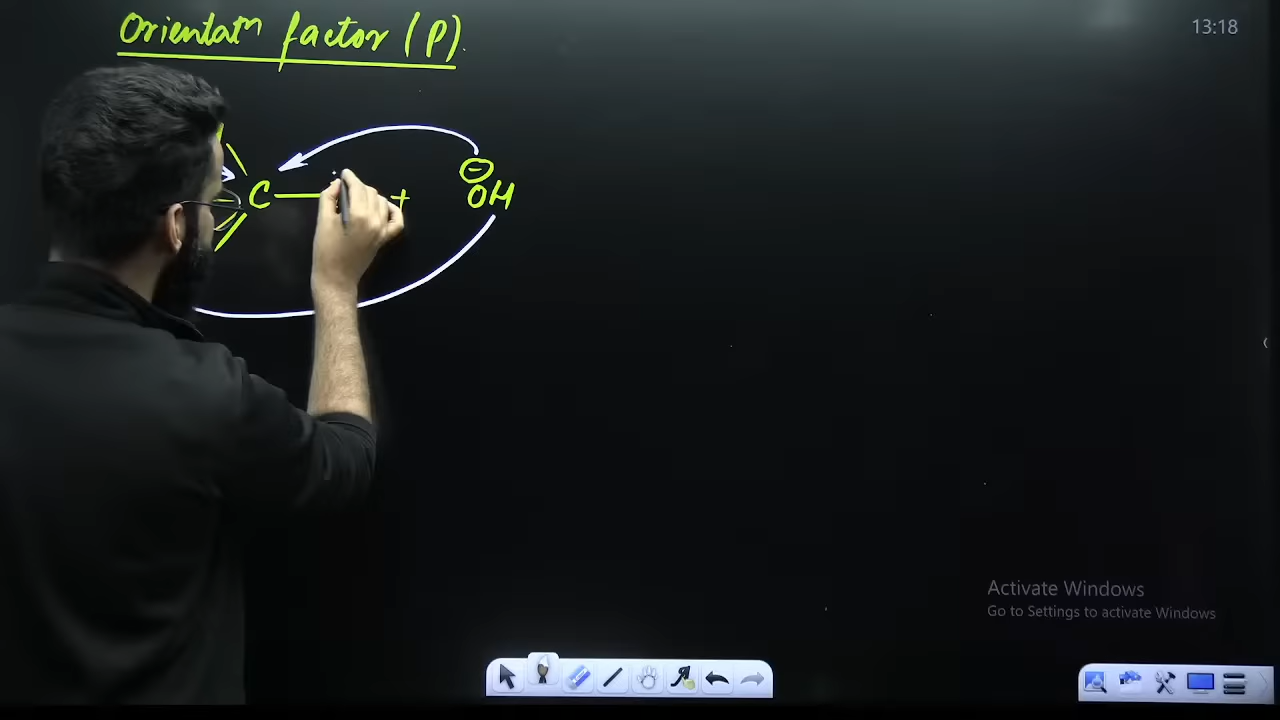 Orientatⁿ factor (P).
13:18
⊖
C — + OH
Activate Windows
Go to Settings to activate Windows